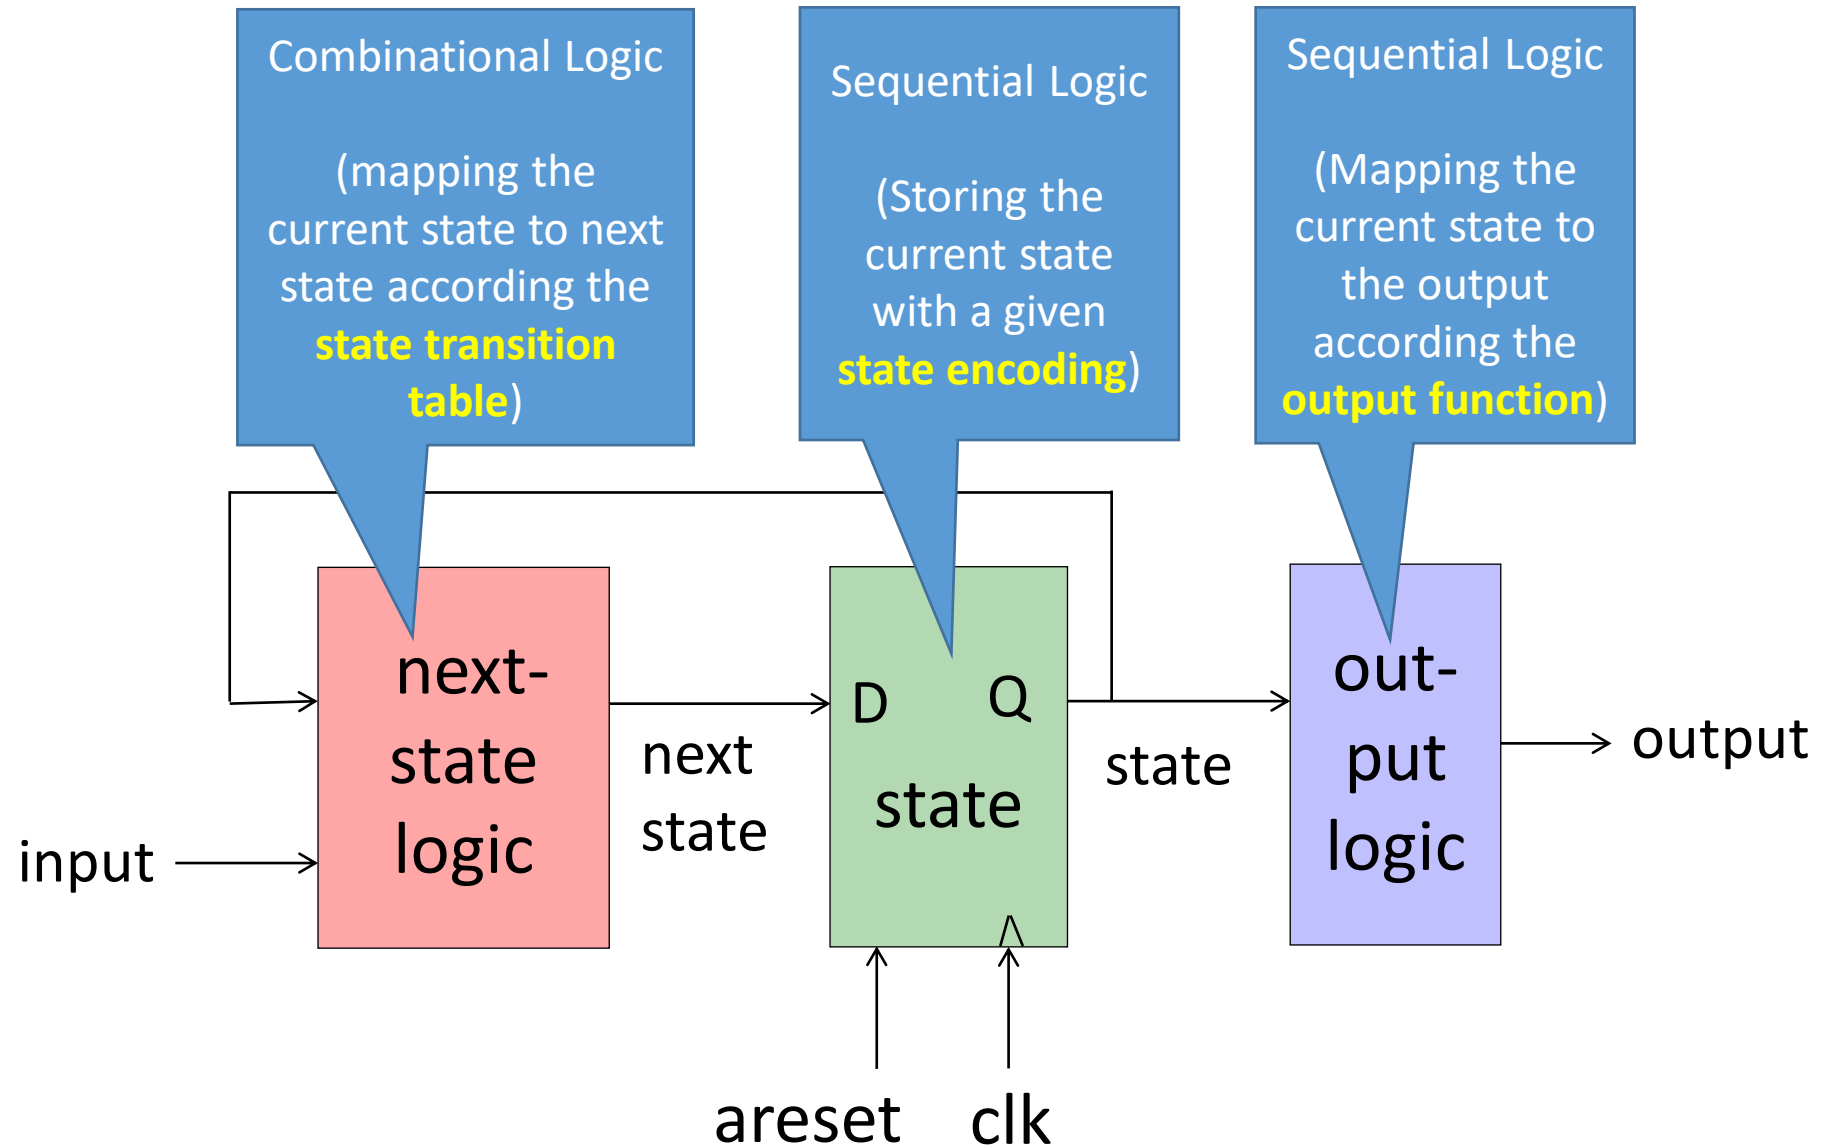 Combinational Logic
(mapping the
current state to next
state according the
state transition
table)
Sequential Logic
(Storing the
current state
with a given
state encoding)
Sequential Logic
(Mapping the
current state to
the output
according the
output function)
next-
state
logic
next
state
D Q
state
state
out-
put
logic
output
input
areset clk